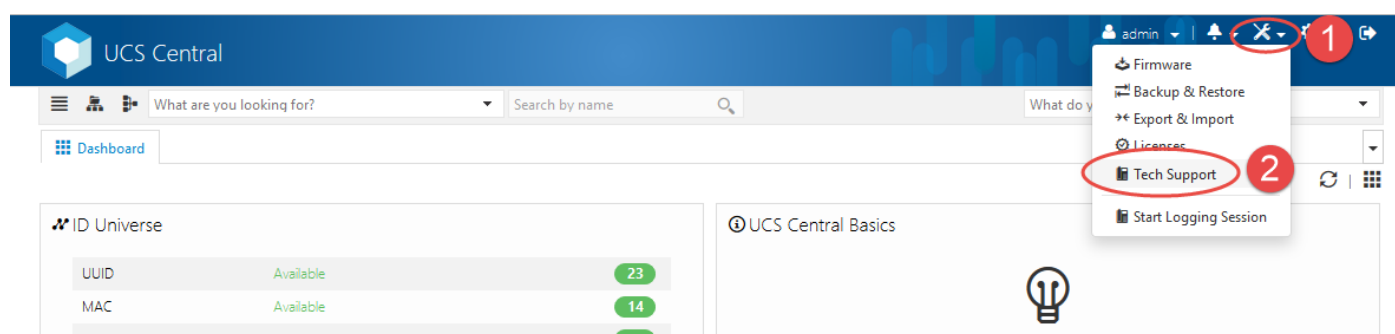 UCS Central
admin
1
What are you looking for?
Search by name
What do y
Firmware
Backup & Restore
Export & Import
Licenses
Tech Support
2
Start Logging Session
Dashboard
ID Universe
UUID Available 23
MAC Available 14
UCS Central Basics